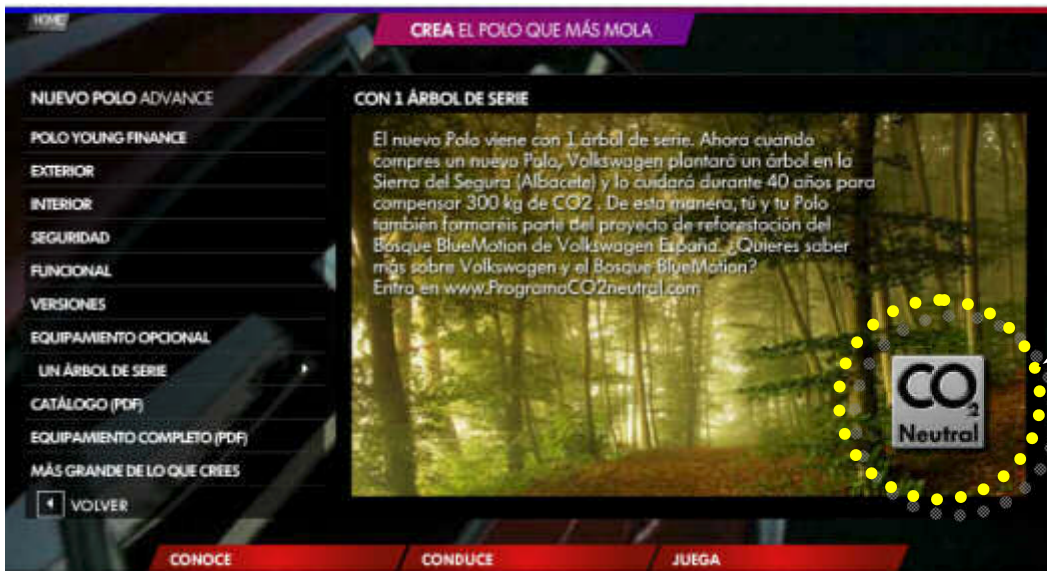 HOME
CREA EL POLO QUE MÁS MOLA
NUEVO POLO ADVANCE
POLO YOUNG FINANCE
EXTERIOR
INTERIOR
SEGURIDAD
FUNCIONAL
VERSIONES
EQUIPAMIENTO OPCIONAL
UN ÁRBOL DE SERIE
CATÁLOGO (PDF)
EQUIPAMIENTO COMPLETO (PDF)
MÁS GRANDE DE LO QUE CREES
VOLVER
CON 1 ÁRBOL DE SERIE
El nuevo Polo viene con 1 árbol de serie. Ahora cuando
compres un nuevo Polo, Volkswagen plantará un árbol en la
Sierra del Segura (Albacete) y lo cuidará durante 40 años para
compensar 300 kg de CO2 . De esta manera, tú y tu Polo
también formaréis parte del proyecto de reforestación del
Bosque BlueMotion de Volkswagen España. ¿Quieres saber
más sobre Volkswagen y el Bosque BlueMotion?
Entra en www.ProgramaCO2neutral.com
CO2
Neutral
CONOCE
CONDUCE
JUEGA